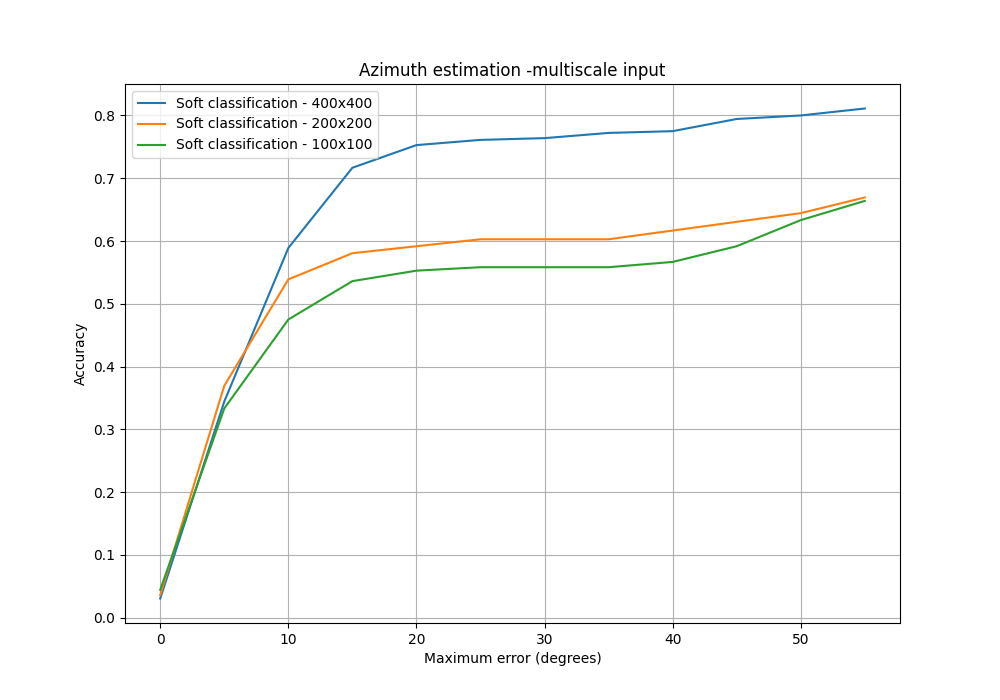 Azimuth estimation -multiscale input
Soft classification - 400x400
Soft classification - 200x200
Soft classification - 100x100
Accuracy
0.8
0.7
0.6
0.5
0.4
0.3
0.2
0.1
0.0
0 10 20 30 40 50
Maximum error (degrees)